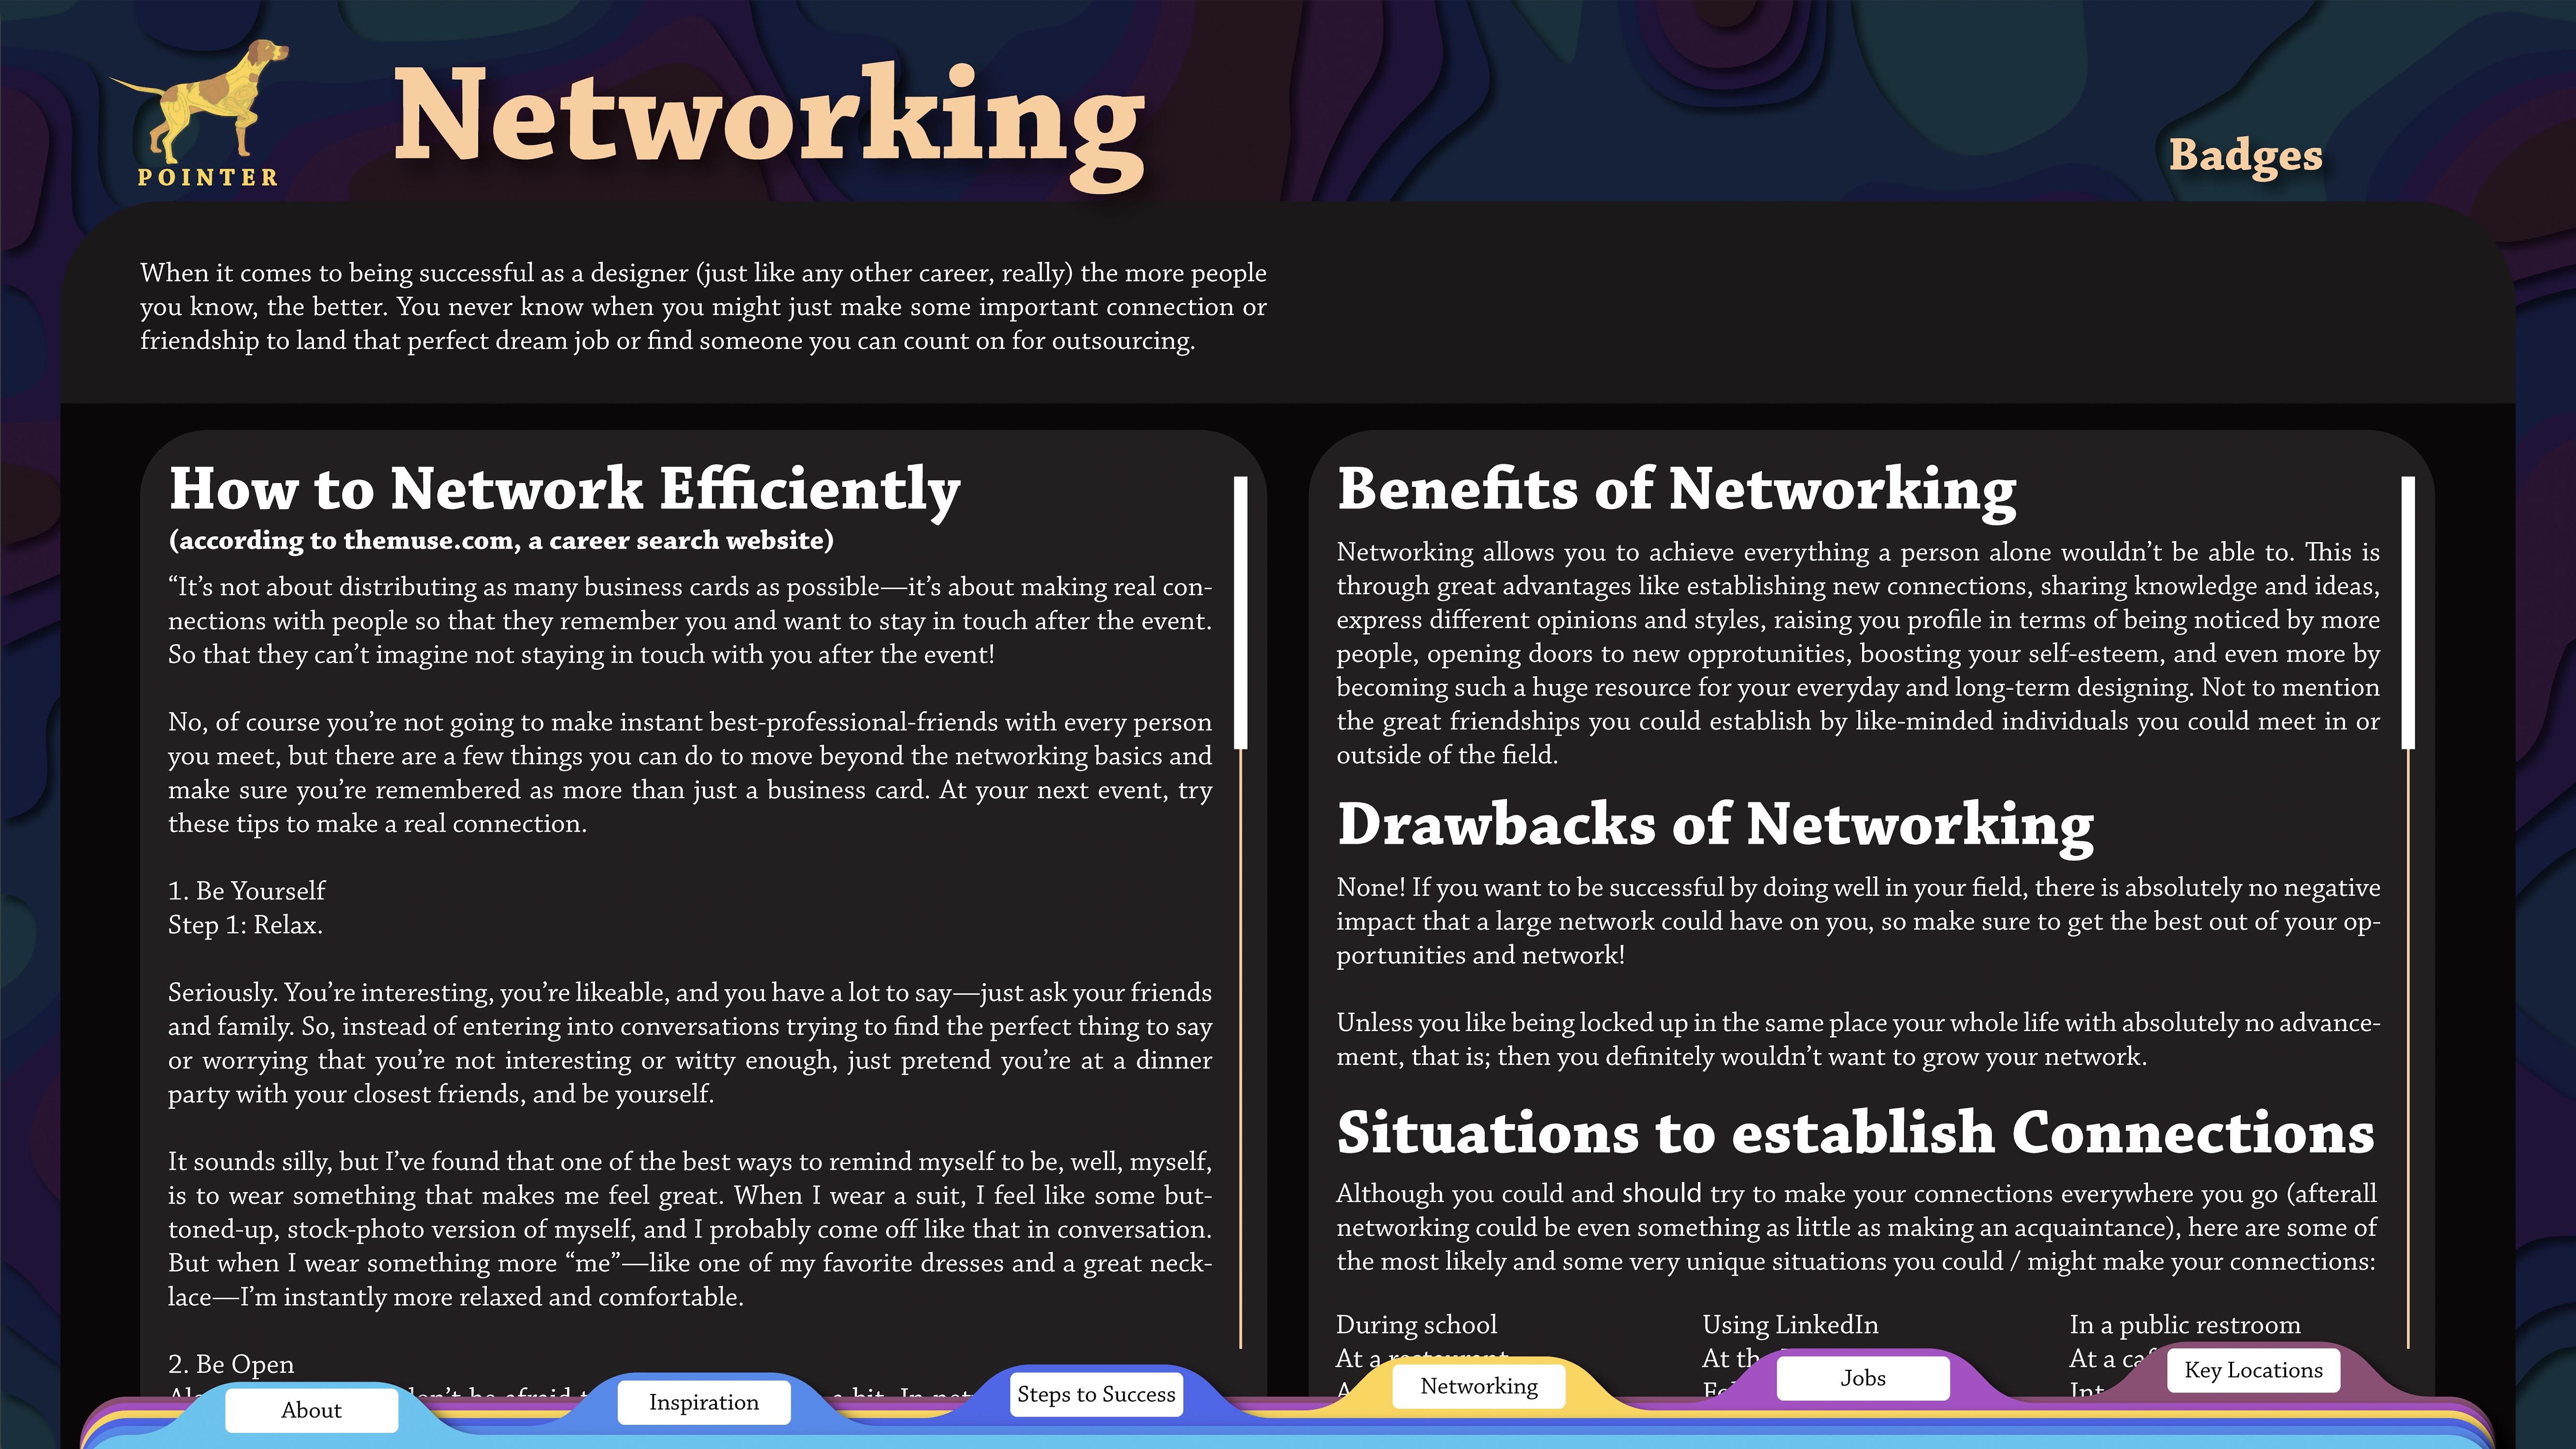 POINTER
Networking
Badges
When it comes to being successful as a designer (just like any other career, really) the more people
you know, the better. You never know when you might just make some important connection or
friendship to land that perfect dream job or find someone you can count on for outsourcing.
How to Network Efficiently
(according to themuse.com, a career search website)
“It’s not about distributing as many business cards as possible—it’s about making real con-
nections with people so that they remember you and want to stay in touch after the event.
So that they can’t imagine not staying in touch with you after the event!
No, of course you’re not going to make instant best-professional-friends with every person
you meet, but there are a few things you can do to move beyond the networking basics and
make sure you’re remembered as more than just a business card. At your next event, try
these tips to make a real connection.
1. Be Yourself
Step 1: Relax.
Seriously. You’re interesting, you’re likeable, and you have a lot to say—just ask your friends
and family. So, instead of entering into conversations trying to find the perfect thing to say
or worrying that you’re not interesting or witty enough, just pretend you’re at a dinner
party with your closest friends, and be yourself.
It sounds silly, but I’ve found that one of the best ways to remind myself to be, well, myself,
is to wear something that makes me feel great. When I wear a suit, I feel like some but-
toned-up, stock-photo version of myself, and I probably come off like that in conversation.
But when I wear something more “me”—like one of my favorite dresses and a great neck-
lace—I’m instantly more relaxed and comfortable.
2. Be Open
Benefits of Networking
Networking allows you to achieve everything a person alone wouldn’t be able to. This is
through great advantages like establishing new connections, sharing knowledge and ideas,
express different opinions and styles, raising you profile in terms of being noticed by more
people, opening doors to new opprotunities, boosting your self-esteem, and even more by
becoming such a huge resource for your everyday and long-term designing. Not to mention
the great friendships you could establish by like-minded individuals you could meet in or
outside of the field.
Drawbacks of Networking
None! If you want to be successful by doing well in your field, there is absolutely no negative
impact that a large network could have on you, so make sure to get the best out of your op-
portunities and network!
Unless you like being locked up in the same place your whole life with absolutely no advance-
ment, that is; then you definitely wouldn’t want to grow your network.
Situations to establish Connections
Although you could and should try to make your connections everywhere you go (afterall
networking could be even something as little as making an acquaintance), here are some of
the most likely and some very unique situations you could / might make your connections:
During school
At a restaurant
Using LinkedIn
In a public restroom
At a
About
Inspiration
Steps to Success
Networking
Jobs
Key Locations